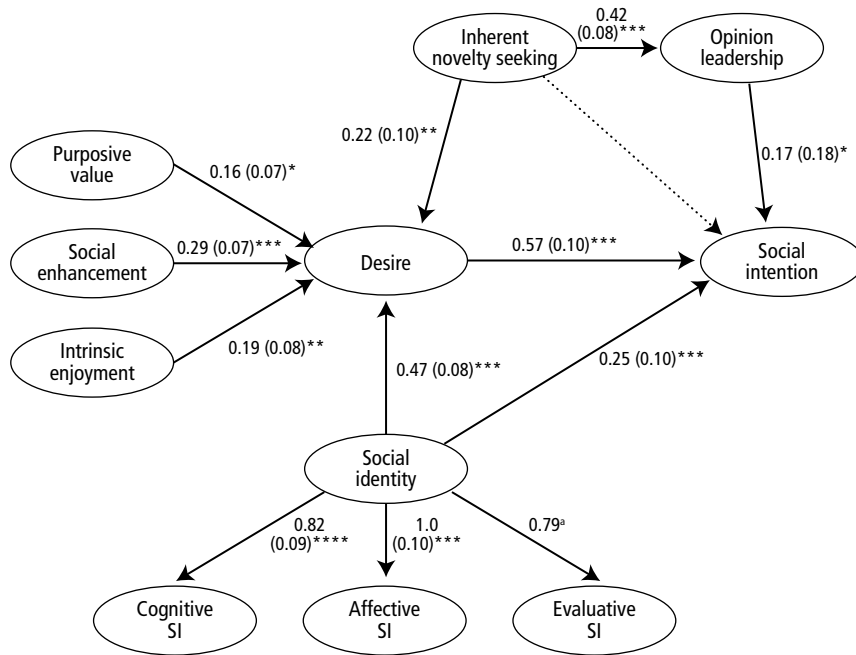 0.42
(0.08)***
Inherent
novelty seeking
Opinion
leadership
0.22 (0.10)**
0.17 (0.18)*
Purposive
value
0.16 (0.07)*
Social
enhancement
0.29 (0.07)***
Desire
0.57 (0.10)***
Social
intention
Intrinsic
enjoyment
0.19 (0.08)**
0.47 (0.08)***
0.25 (0.10)***
Social
identity
0.82
(0.09)****
1.0
(0.10)***
0.79ª
Cognitive
SI
Affective
SI
Evaluative
SI